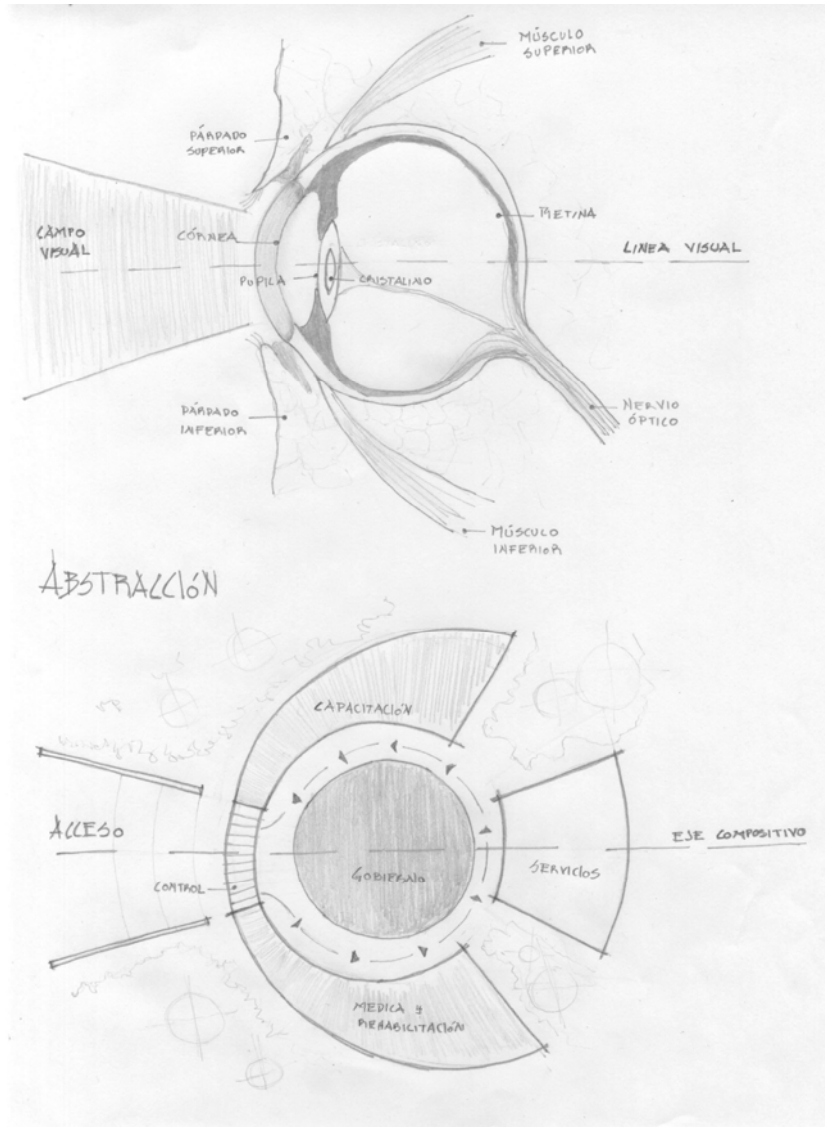 MÚSCULO
SUPERIOR
PÁRPADO
SUPERIOR
CAMPO
VISUAL
CÓRNEA
RETINA
LINEA VISUAL
PUPILA
CRISTALINO
PÁRPADO
INFERIOR
NERVIO
ÓPTICO
MÚSCULO
INFERIOR
ABSTRACCIÓN
CAPACITACIÓN
ACCESO
EJE COMPOSITIVO
CONTROL
GOBIERNO
SERVICIOS
MEDICA Y
REHABILITACIÓN